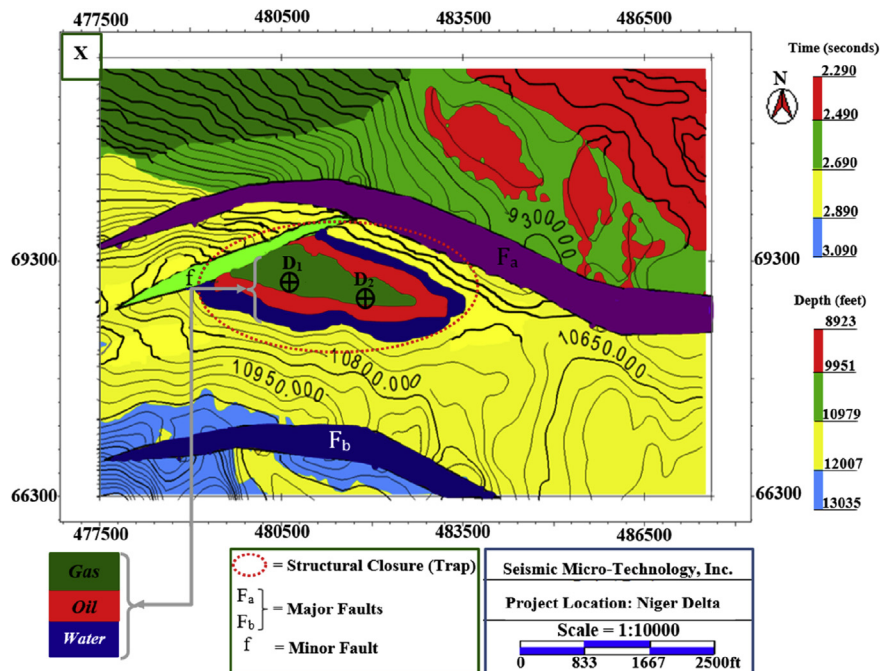 477500 480500 483500 486500
X
Time (seconds)
2.290
2.490
2.690
2.890
3.090
N
9300.000
69300 69300
Fa
f
D1
D2
Depth (feet)
8923
9951
10979
12007
13035
10650.000
10800.000
10950.000
Fb
66300 66300
477500 480500 483500 486500
Gas
Oil
Water
= Structural Closure (Trap)
Fa
Fb
= Major Faults
f = Minor Fault
Seismic Micro-Technology, Inc.
Project Location: Niger Delta
Scale = 1:10000
0 833 1667 2500ft